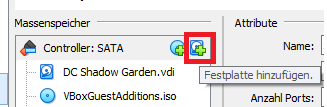 Massenspeicher
Attribute
Controller: SATA
Name:
DC Shadow Garden.vdi
Festplatte hinzufügen.
VBoxGuestAdditions.iso
Anzahl Ports: